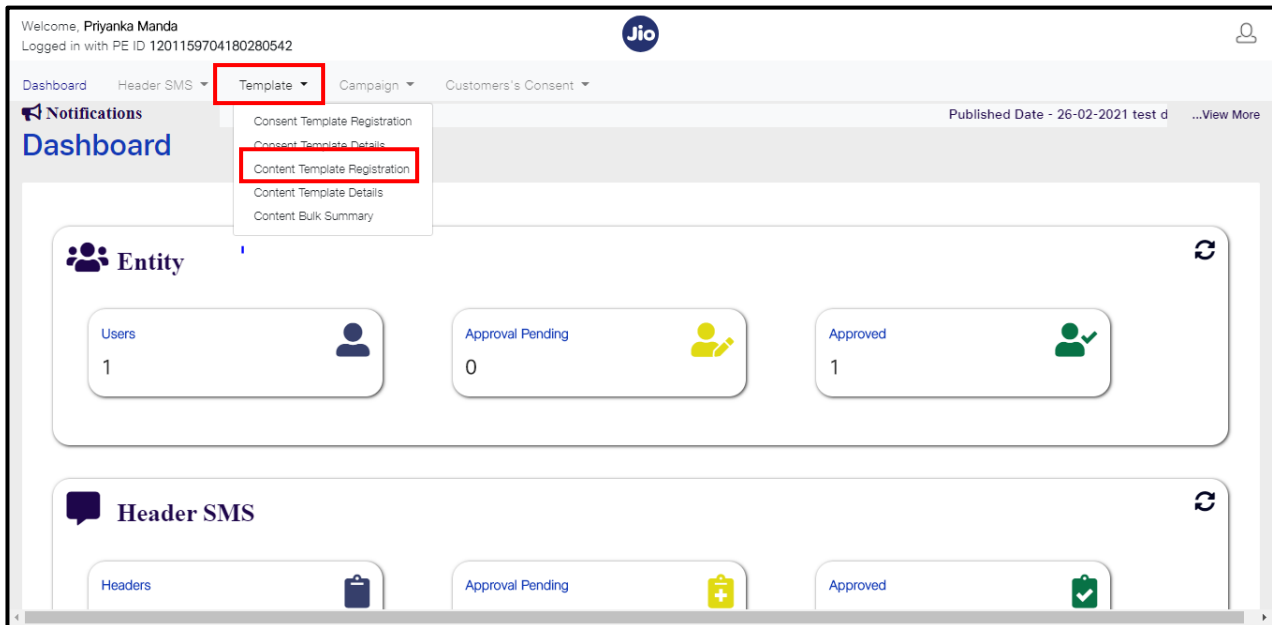 Welcome, Priyanka Manda
Logged in with PE ID 1201159704180280542
Jio
Dashboard Header SMS Template Campaign Customers's Consent
Notifications Published Date - 26-02-2021 test d ...View More
Dashboard
Consent Template Registration
Consent Template Details
Content Template Registration
Content Template Details
Content Bulk Summary
Entity
Users Approval Pending Approved
1 0 1
Header SMS
Headers Approval Pending Approved